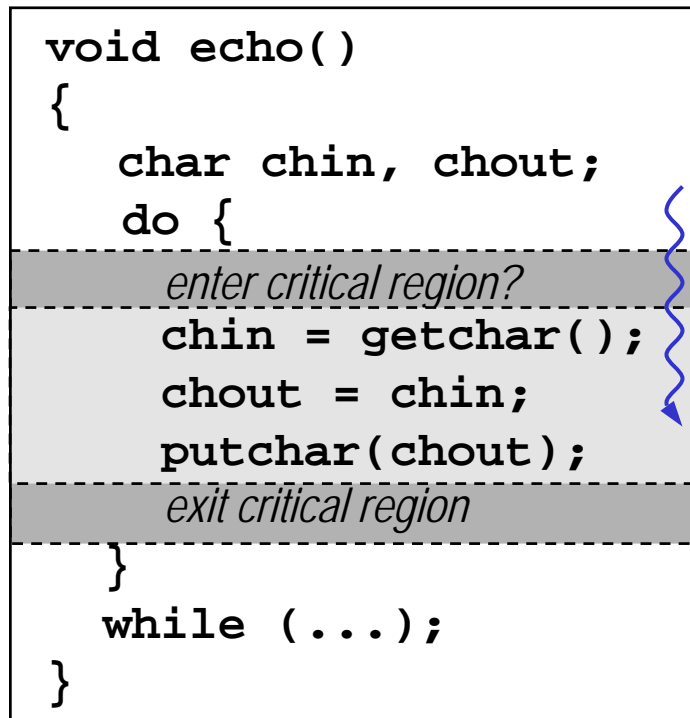 void echo()
{
char chin, chout;
do {
enter critical region?
chin = getchar();
chout = chin;
putchar(chout);
exit critical region
}
while (...);
}